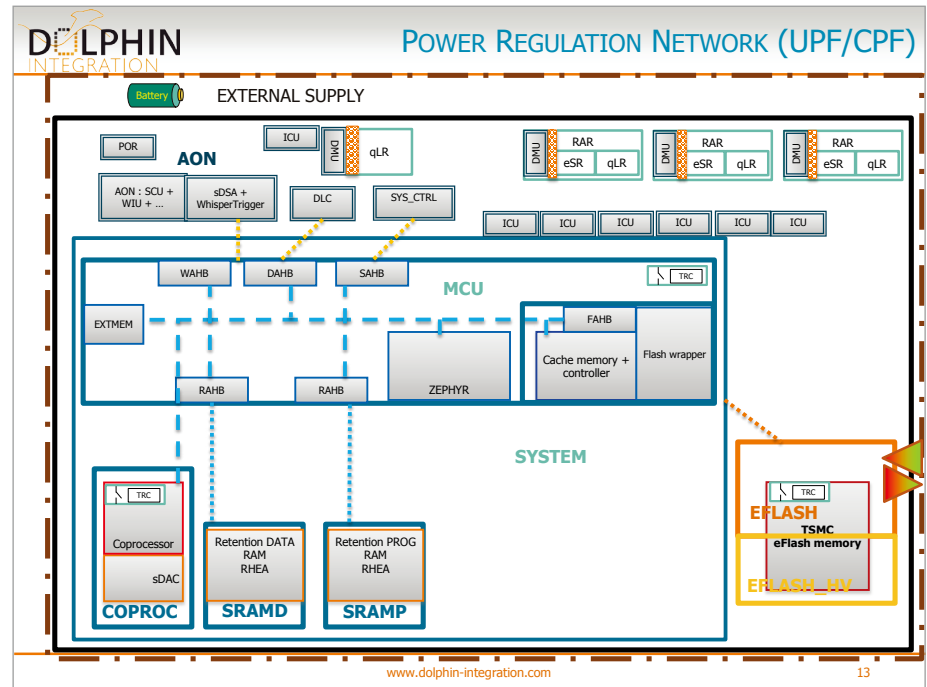 DOLPHIN
INTEGRATION
POWER REGULATION NETWORK (UPF/CPF)
Battery
EXTERNAL SUPPLY
POR
AON
ICU
DMU
qLR
DMU
RAR
eSR
qLR
DMU
RAR
eSR
qLR
DMU
RAR
eSR
qLR
AON : SCU +
WIU + ...
sDSA +
WhisperTrigger
DLC
SYS_CTRL
ICU
ICU
ICU
ICU
ICU
ICU
WAHB
DAHB
SAHB
MCU
TRC
EXTMEM
FAHB
Cache memory +
controller
Flash wrapper
ZEPHYR
RAHB
RAHB
SYSTEM
TRC
Coprocessor
sDAC
COPROC
Retention DATA
RAM
RHEA
SRAMD
Retention PROG
RAM
RHEA
SRAMP
TRC
EFLASH
TSMC
eFlash memory
EFLASH_HV
www.dolphin-integration.com
13